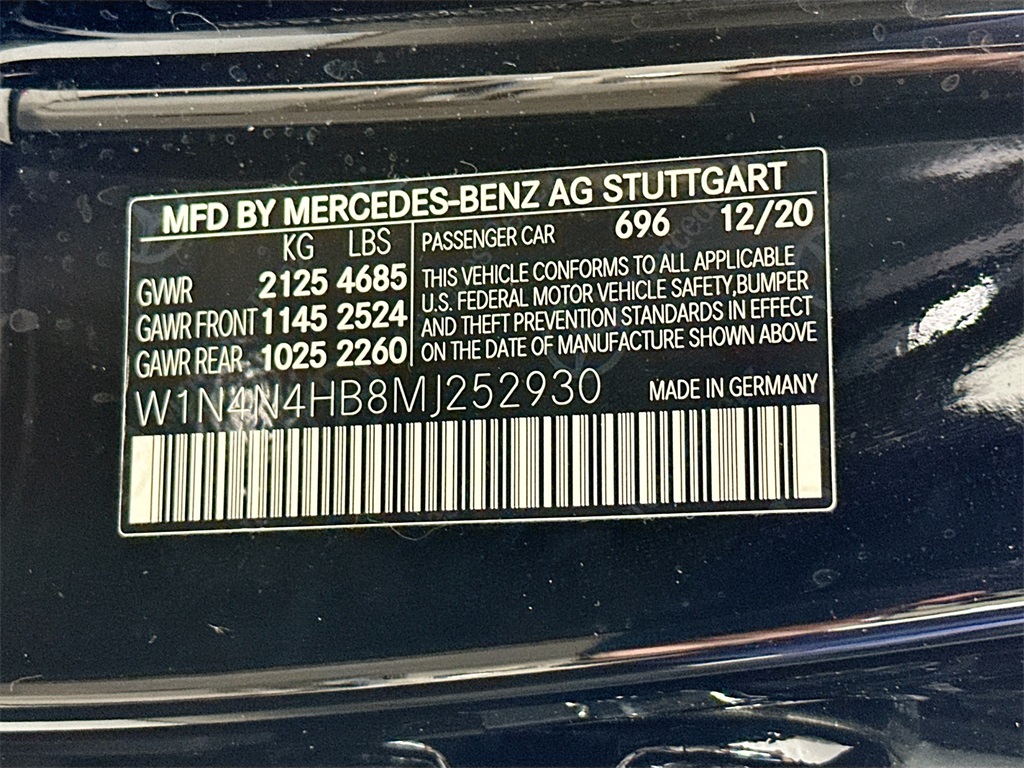 MFD BY MERCEDES-BENZ AG STUTTGART
KG LBS
GVWR 2125 4685
GAWR FRONT 1145 2524
GAWR REAR 1025 2260
PASSENGER CAR 696 12/20
THIS VEHICLE CONFORMS TO ALL APPLICABLE
U.S. FEDERAL MOTOR VEHICLE SAFETY,BUMPER
AND THEFT PREVENTION STANDARDS IN EFFECT
ON THE DATE OF MANUFACTURE SHOWN ABOVE
W1N4N4HB8MJ252930
MADE IN GERMANY